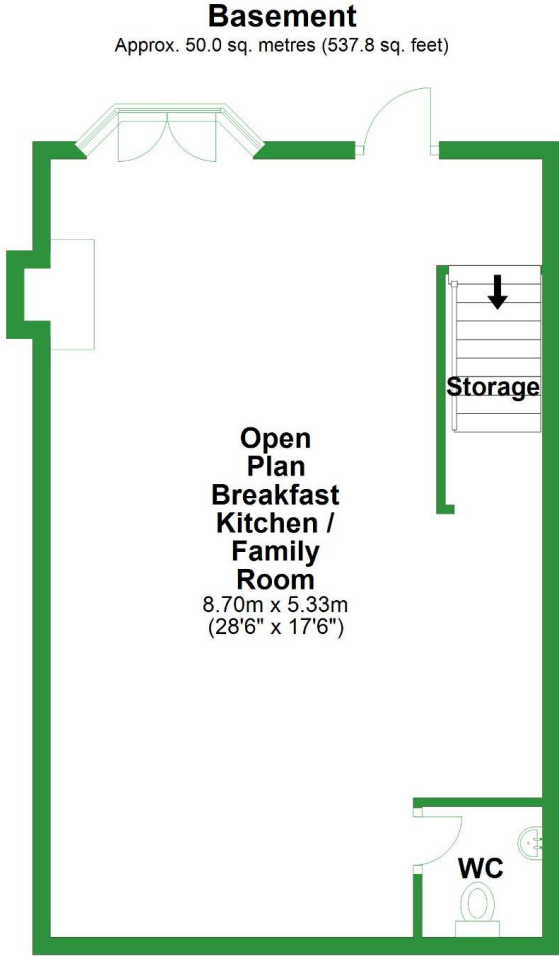 Basement
Approx. 50.0 sq. metres (537.8 sq. feet)
Storage
Open
Plan
Breakfast
Kitchen /
Family
Room
8.70m x 5.33m
(28'6" x 17'6")
WC